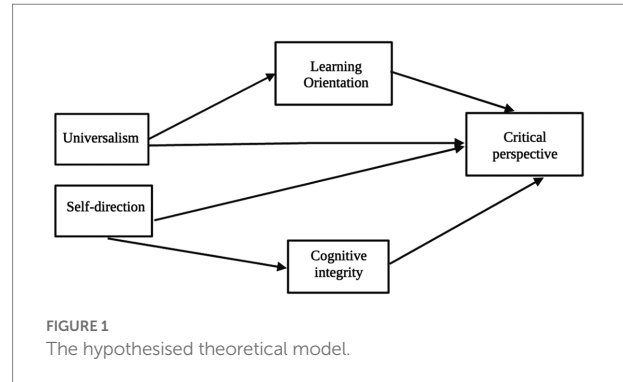 Learning
Orientation
Universalism
Critical
perspective
Self-direction
Cognitive
integrity
FIGURE 1
The hypothesised theoretical model.